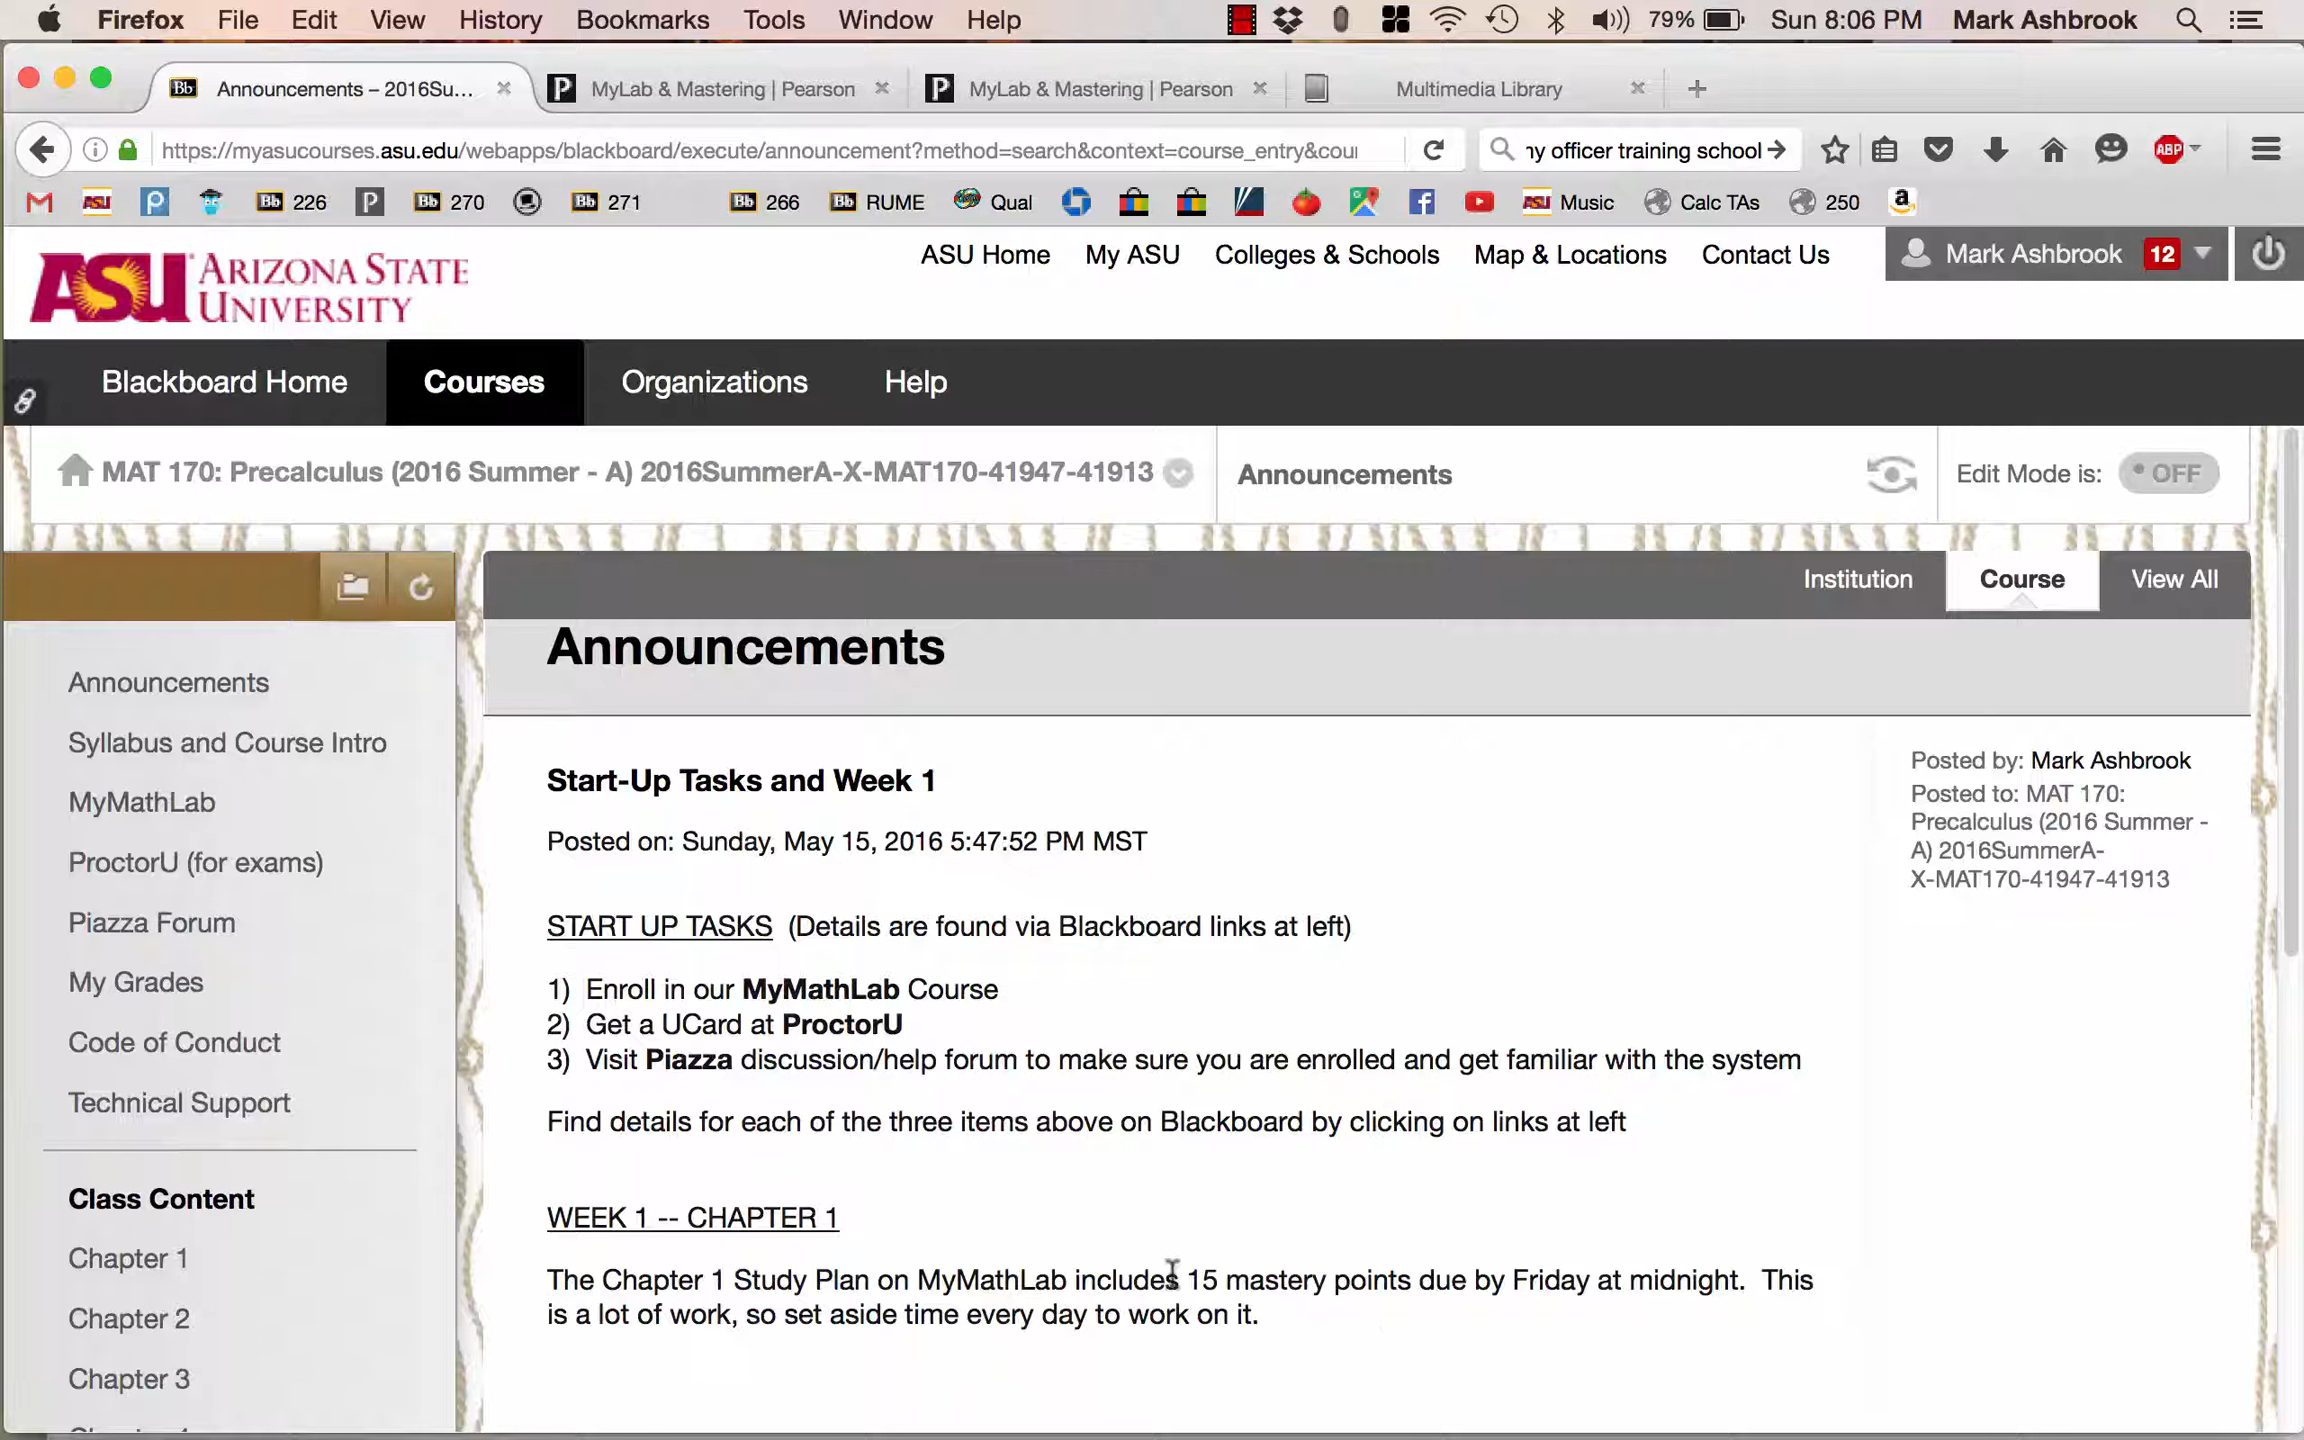 Firefox File Edit View History Bookmarks Tools Window Help 79% Sun 8:06 PM Mark Ashbrook
Bb Announcements – 2016Su... MyLab & Mastering | Pearson MyLab & Mastering | Pearson Multimedia Library
https://myasucourses.asu.edu/webapps/blackboard/execute/announcement?method=search&context=course_entry&cou ny officer training school ABP
ASU Bb 226 Bb 270 Bb 271 Bb 266 Bb RUME Qual ASU Music Calc TAs 250
ASU Home My ASU Colleges & Schools Map & Locations Contact Us Mark Ashbrook 12
ASU ARIZONA STATE
UNIVERSITY
Blackboard Home Courses Organizations Help
MAT 170: Precalculus (2016 Summer - A) 2016SummerA-X-MAT170-41947-41913 Announcements Edit Mode is: OFF
Institution Course View All
Announcements
Announcements
Syllabus and Course Intro
MyMathLab
ProctorU (for exams)
Piazza Forum
My Grades
Code of Conduct
Technical Support
Class Content
Chapter 1
Chapter 2
Chapter 3
Start-Up Tasks and Week 1
Posted on: Sunday, May 15, 2016 5:47:52 PM MST
START UP TASKS (Details are found via Blackboard links at left)
1) Enroll in our MyMathLab Course
2) Get a UCard at ProctorU
3) Visit Piazza discussion/help forum to make sure you are enrolled and get familiar with the system
Find details for each of the three items above on Blackboard by clicking on links at left
WEEK 1 -- CHAPTER 1
The Chapter 1 Study Plan on MyMathLab includes 15 mastery points due by Friday at midnight. This
is a lot of work, so set aside time every day to work on it.
Posted by: Mark Ashbrook
Posted to: MAT 170:
Precalculus (2016 Summer -
A) 2016SummerA-
X-MAT170-41947-41913